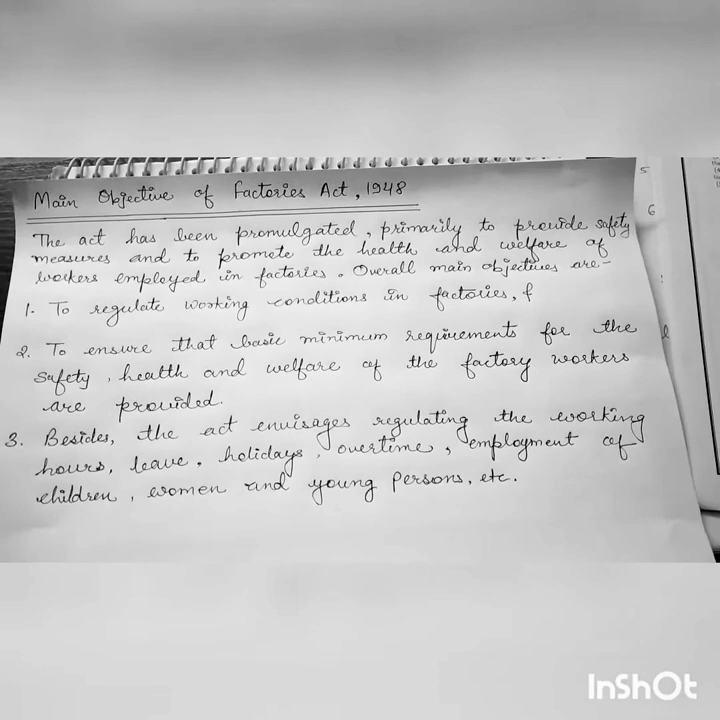 Main Objective of Factories Act, 1948
The act has been promulgated, primarily to provide safety
measures and to promote the health and welfare of
workers employed in factories. Overall main objectives are:-
1. To regulate working conditions in factories, &
2. To ensure that basic minimum requirements for the
safety, health and welfare of the factory workers
are provided.
3. Besides, the act envisages regulating the working
hours, leave, holidays, overtime, employment of
children, women and young persons, etc.
5
6
InShOt